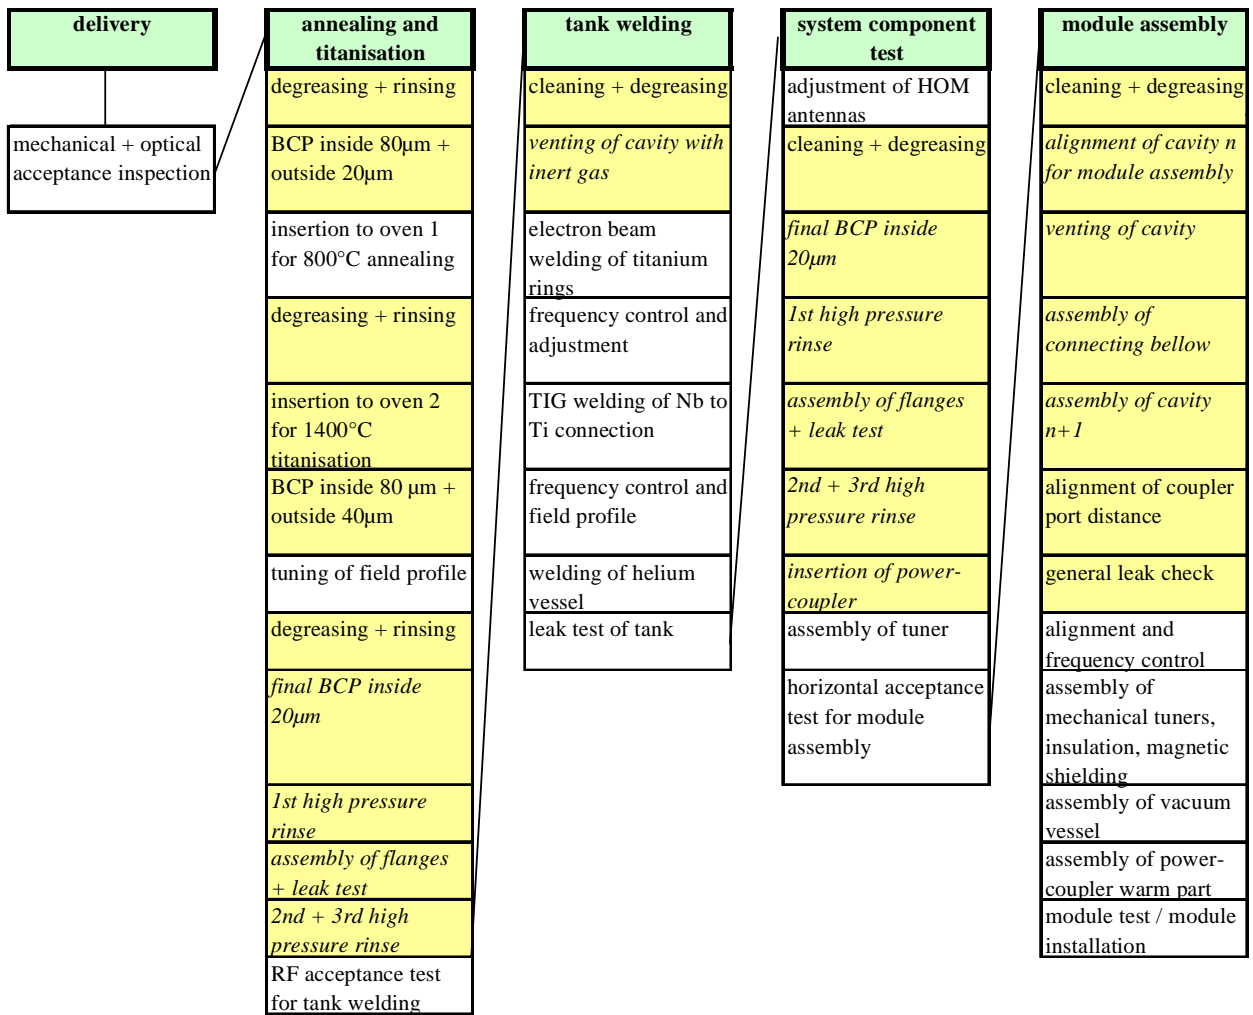 delivery
mechanical + optical
acceptance inspection
annealing and
titanisation
degreasing + rinsing
BCP inside 80μm +
outside 20μm
insertion to oven 1
for 800°C annealing
degreasing + rinsing
insertion to oven 2
for 1400°C
titanisation
BCP inside 80 μm +
outside 40μm
tuning of field profile
degreasing + rinsing
final BCP inside
20μm
1st high pressure
rinse
assembly of flanges
+ leak test
2nd + 3rd high
pressure rinse
RF acceptance test
for tank welding
tank welding
cleaning + degreasing
venting of cavity with
inert gas
electron beam
welding of titanium
rings
frequency control and
adjustment
TIG welding of Nb to
Ti connection
frequency control and
field profile
welding of helium
vessel
leak test of tank
system component
test
adjustment of HOM
antennas
cleaning + degreasing
final BCP inside
20μm
1st high pressure
rinse
assembly of flanges
+ leak test
2nd + 3rd high
pressure rinse
insertion of power-
coupler
assembly of tuner
horizontal acceptance
test for module
assembly
module assembly
cleaning + degreasing
alignment of cavity n
for module assembly
venting of cavity
assembly of
connecting bellow
assembly of cavity
n+1
alignment of coupler
port distance
general leak check
alignment and
frequency control
assembly of
mechanical tuners,
insulation, magnetic
shielding
assembly of vacuum
vessel
assembly of power-
coupler warm part
module test / module
installation